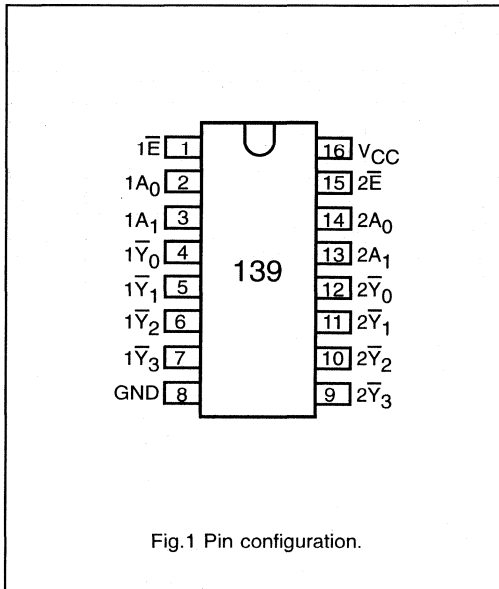 1E̅ 1 16 VCC
1A0 2 15 2E̅
1A1 3 14 2A0
1Y̅0 4 13 2A1
139
1Y̅1 5 12 2Y̅0
1Y̅2 6 11 2Y̅1
1Y̅3 7 10 2Y̅2
GND 8 9 2Y̅3
Fig.1 Pin configuration.